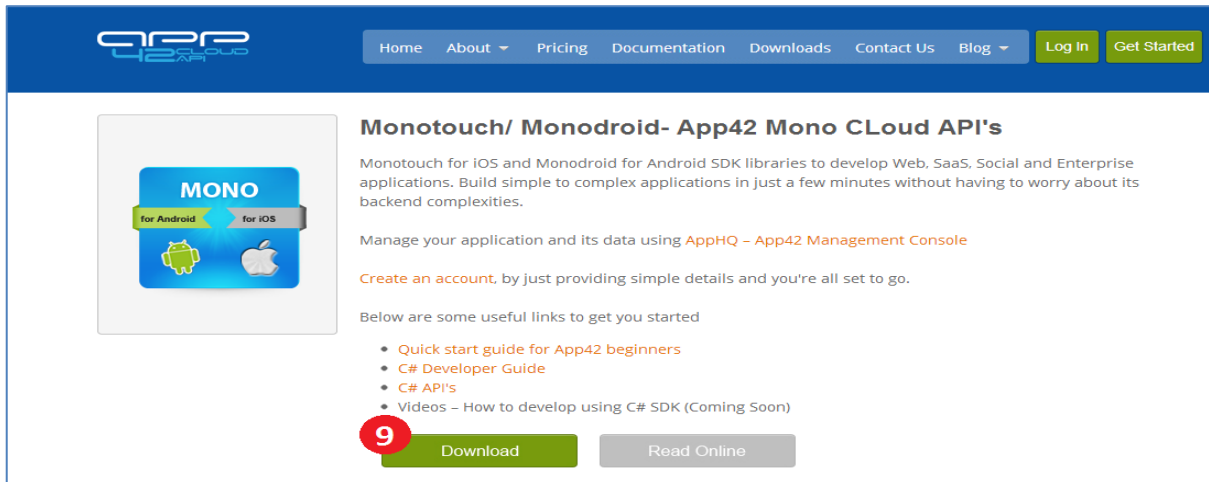 app
42CLOUD
API
Home About Pricing Documentation Downloads Contact Us Blog Log In Get Started
MONO
for Android for iOS
Monotouch/ Monodroid- App42 Mono CLoud API's
Monotouch for iOS and Monodroid for Android SDK libraries to develop Web, SaaS, Social and Enterprise
applications. Build simple to complex applications in just a few minutes without having to worry about its
backend complexities.
Manage your application and its data using AppHQ – App42 Management Console
Create an account, by just providing simple details and you're all set to go.
Below are some useful links to get you started
• Quick start guide for App42 beginners
• C# Developer Guide
• C# API's
• Videos – How to develop using C# SDK (Coming Soon)
9
Download Read Online